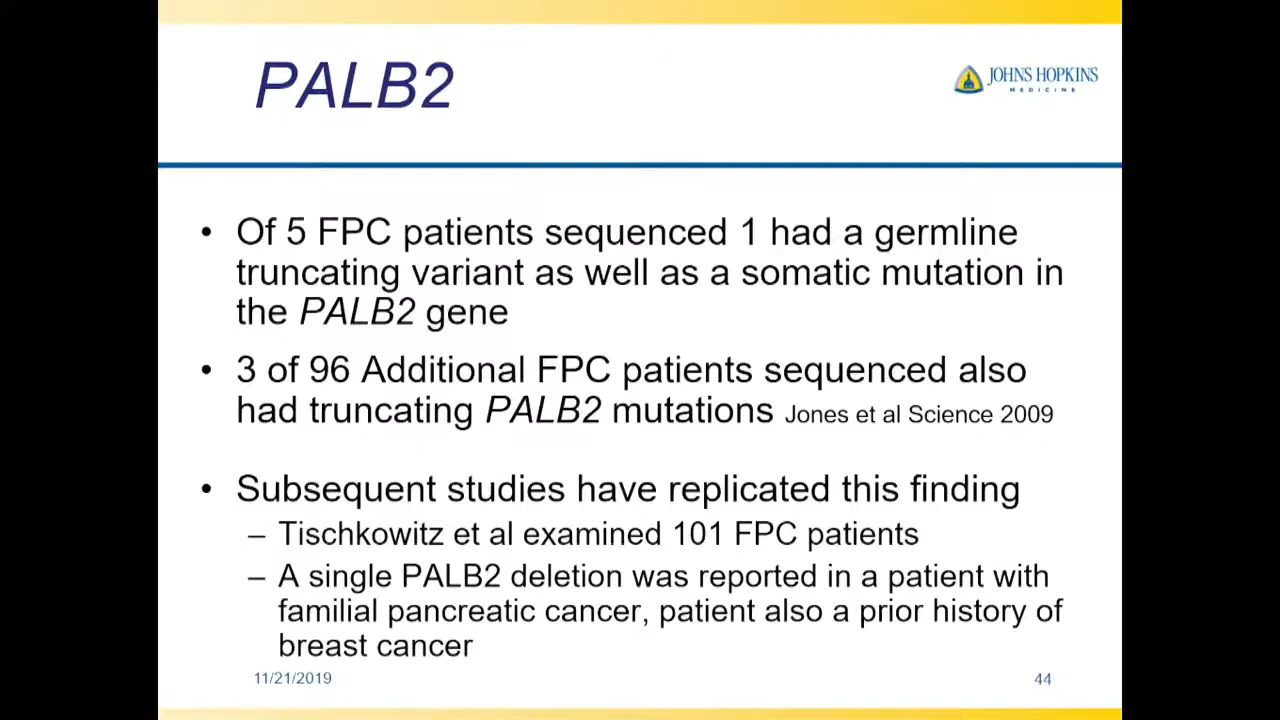 PALB2
JOHNS HOPKINS
MEDICINE
• Of 5 FPC patients sequenced 1 had a germline
truncating variant as well as a somatic mutation in
the PALB2 gene
• 3 of 96 Additional FPC patients sequenced also
had truncating PALB2 mutations Jones et al Science 2009
• Subsequent studies have replicated this finding
– Tischkowitz et al examined 101 FPC patients
– A single PALB2 deletion was reported in a patient with
familial pancreatic cancer, patient also a prior history of
breast cancer
11/21/2019
44